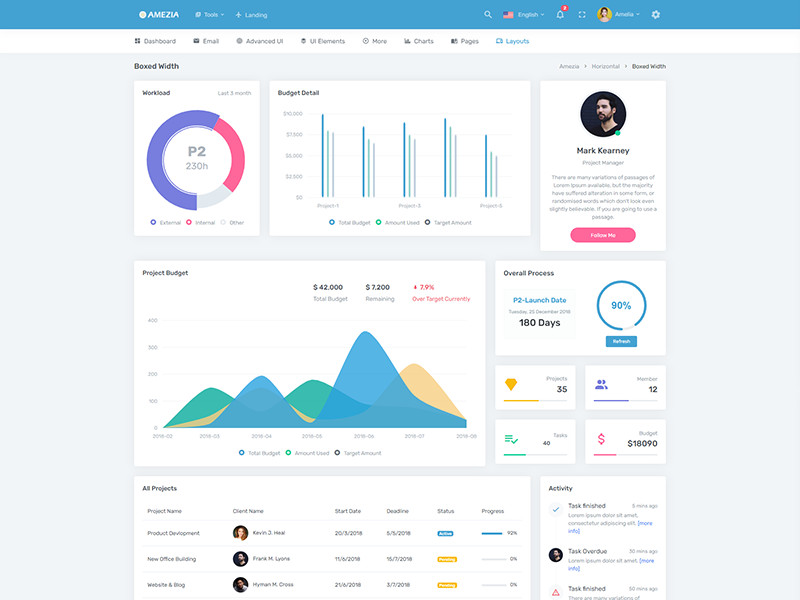 AMEZIA Tools Landing English 8 Amelia
Dashboard Email Advanced UI UI Elements More Charts Pages Layouts
Boxed Width Amezia Horizontal Boxed Width
Workload Last 3 month
P2
230h
External Internal Other
Budget Detail
$10,000
$7,500
$5,000
$2,500
$0
Project-1 Project-3 Project-5
Total Budget Amount Used Target Amount
Mark Kearney
Project Manager
There are many variations of passages of
Lorem Ipsum available, but the majority
have suffered alteration in some form, or
randomised words which don't look even
slightly believable. If you are going to use a
passage.
Follow Me
Project Budget
$ 42,000 $ 7,200 7.9%
Total Budget Remaining Over Target Currently
400
300
200
100
0
2018-02 2018-03 2018-04 2018-05 2018-06 2018-07 2018-08
Total Budget Amount Used Target Amount
Overall Process
P2-Launch Date
Tuesday, 25 December 2018
180 Days
90%
Refresh
Projects
35
Member
12
Tasks
40
Budget
$18090
All Projects
Project Name Client Name Start Date Deadline Status Progress
Product Devlopment Kevin J. Heal 20/3/2018 5/5/2018 Active 92%
New Office Building Frank M. Lyons 11/6/2018 15/7/2018 Pending 0%
Website & Blog Hyman M. Cross 21/6/2018 3/7/2018 Pending 0%
Activity
Task finished 5 mins ago
Lorem ipsum dolor sit amet,
consectetur adipisicing elit. [more
info]
Task Overdue 30 mins ago
Lorem ipsum dolor sit amet. [more
info]
Task finished 50 mins ago
There are many variations of